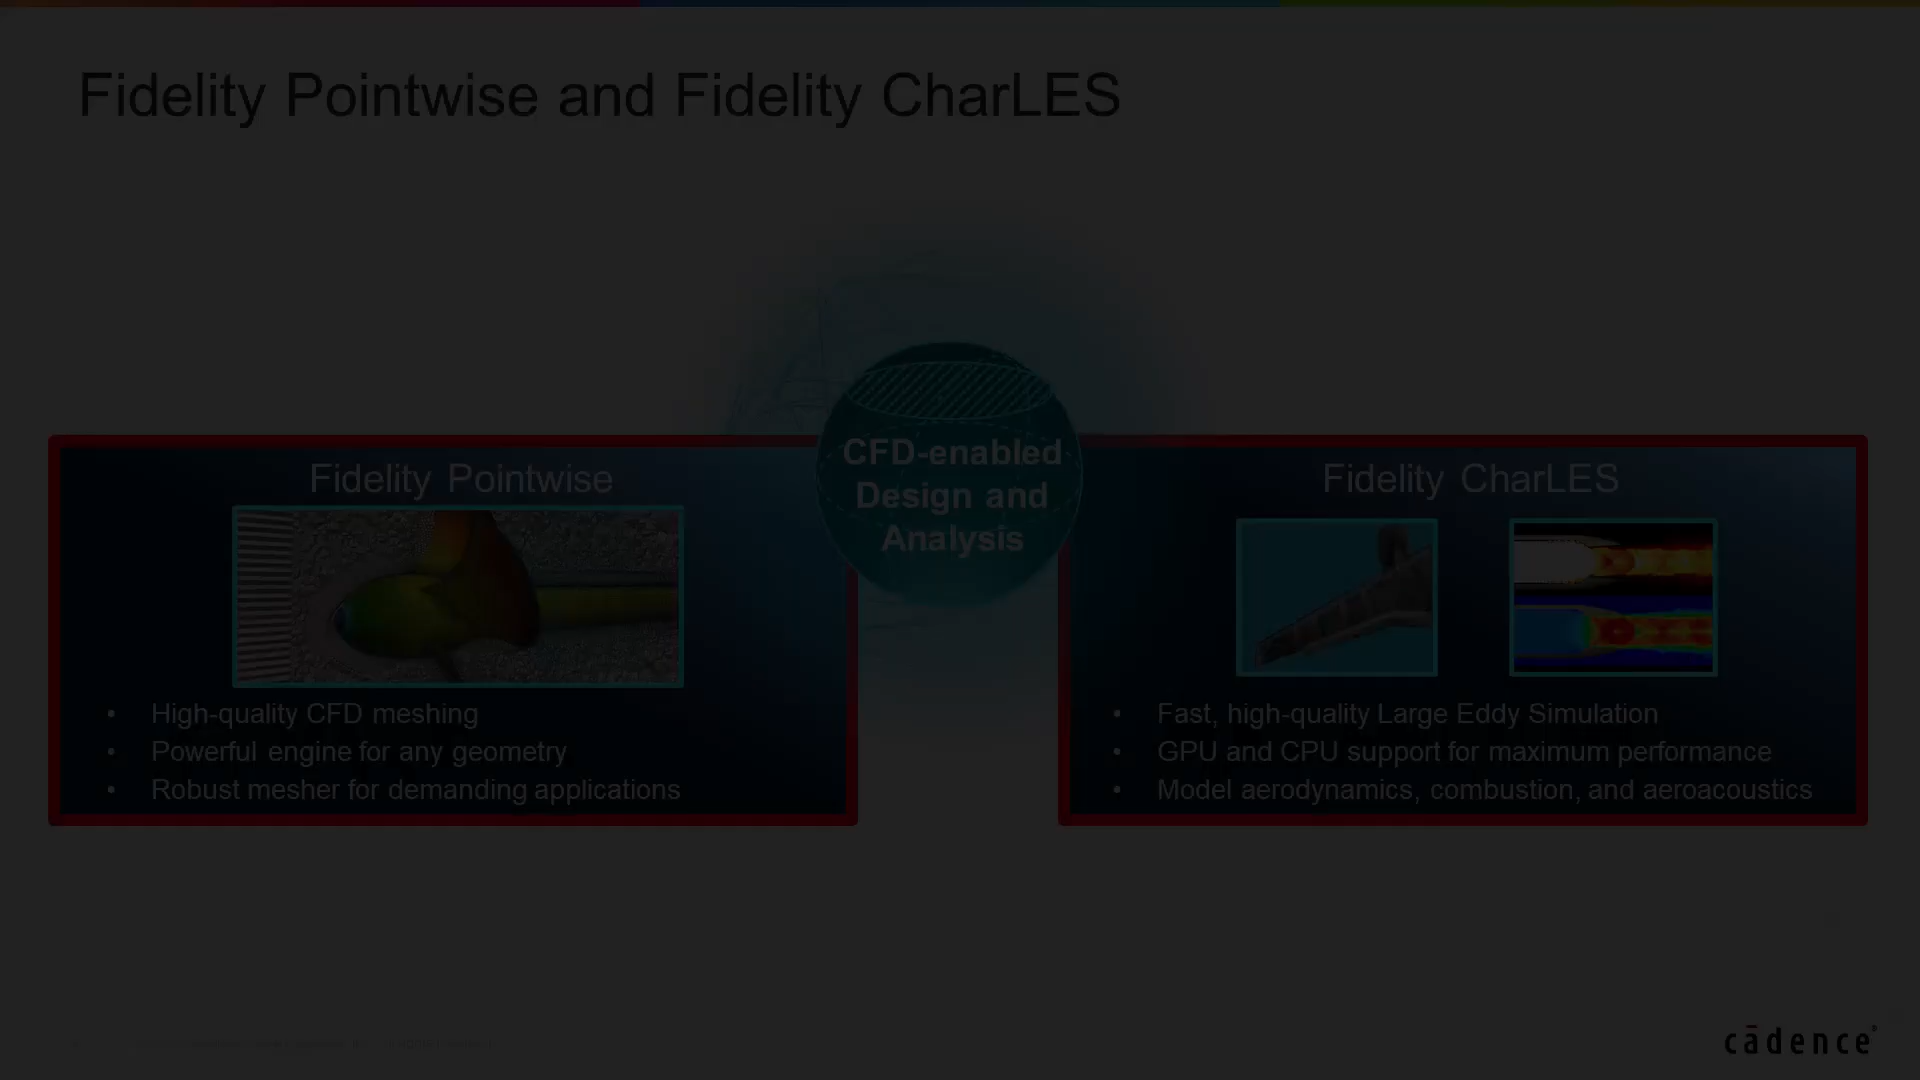 Fidelity Pointwise and Fidelity CharLES
CFD-enabled
Design and
Analysis
Fidelity Pointwise
High-quality CFD meshing
Powerful engine for any geometry
Robust mesher for demanding applications
Fidelity CharLES
Fast, high-quality Large Eddy Simulation
GPU and CPU support for maximum performance
Model aerodynamics, combustion, and aeroacoustics
cādence®